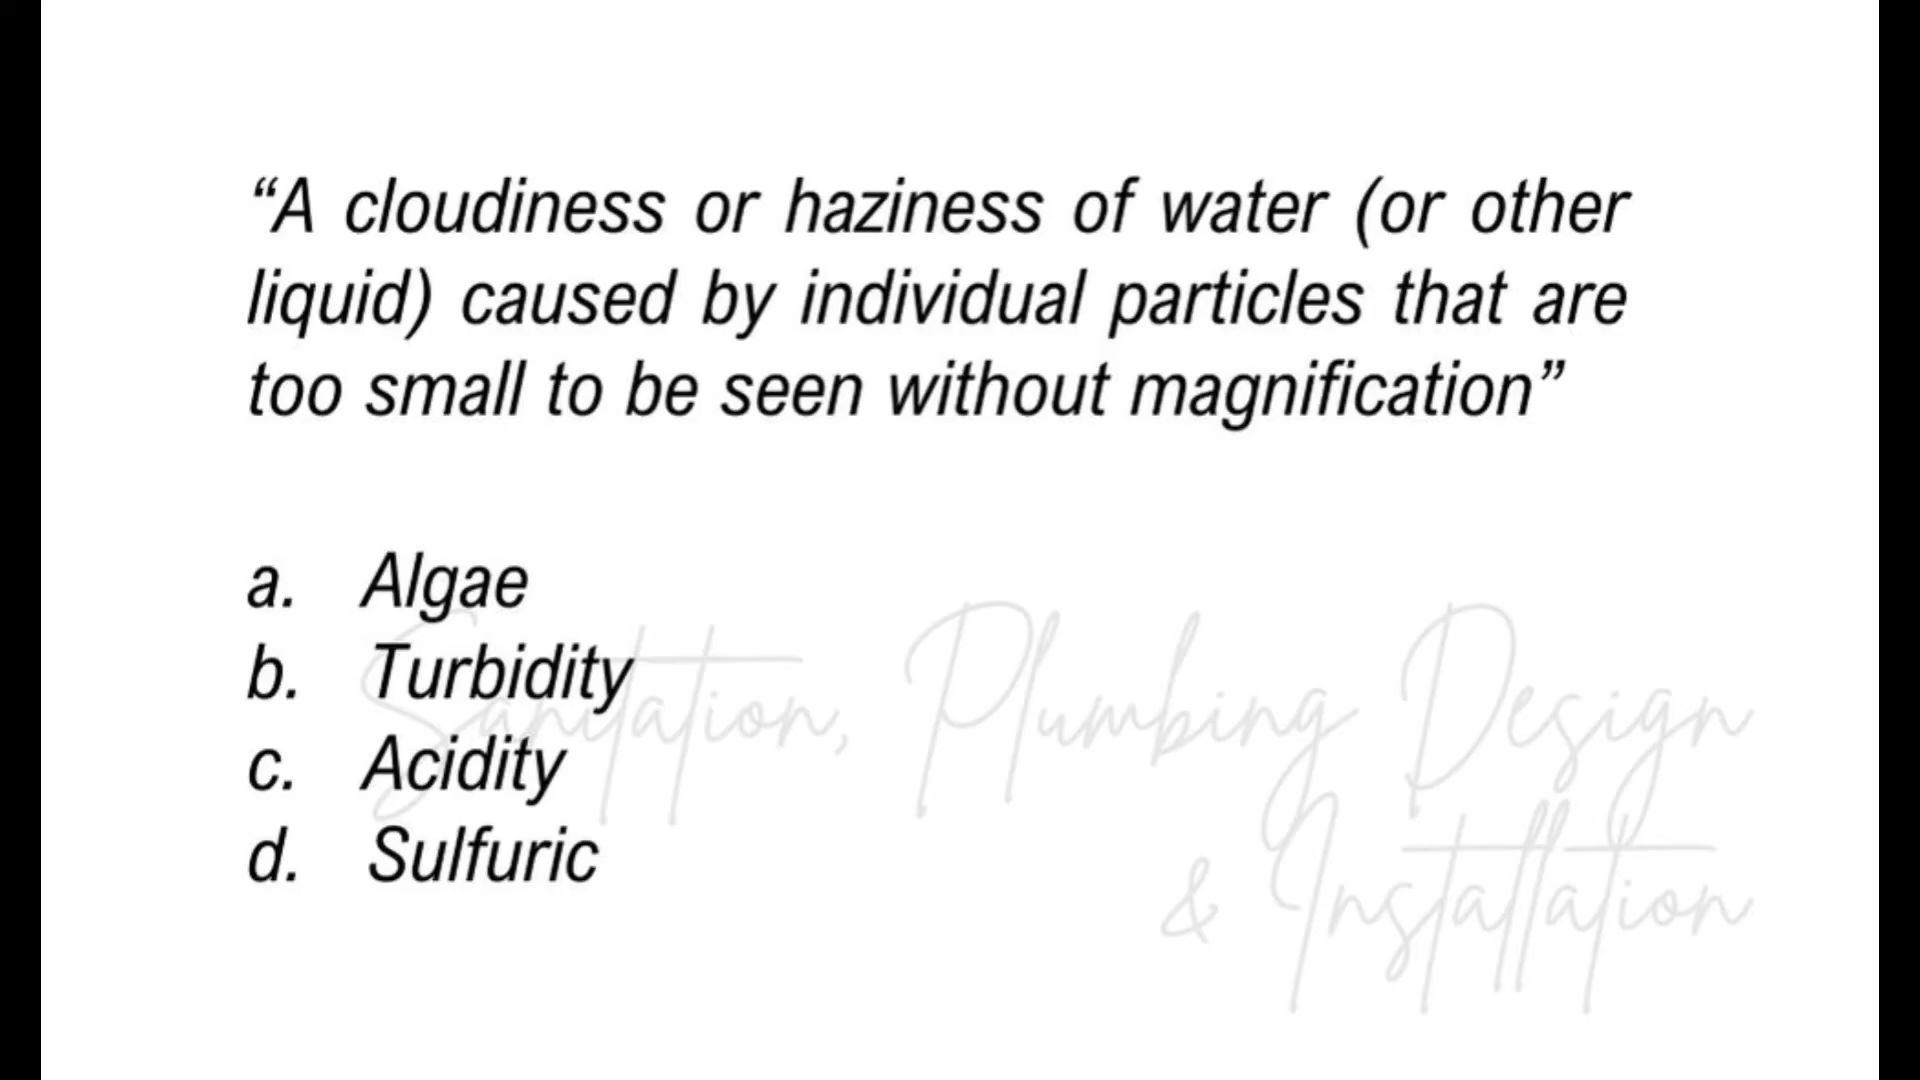 “A cloudiness or haziness of water (or other
liquid) caused by individual particles that are
too small to be seen without magnification”
a. Algae
b. Turbidity
c. Acidity
d. Sulfuric
Sanitation, Plumbing Design
& Installation